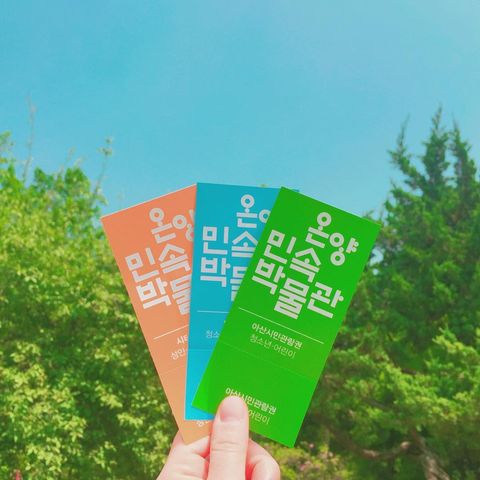 온양
민속
박물
성인
온양
민속
박물
청소
온양
민속
박물관
아산시민관람권
청소년·어린이
아산시민관람권
청소년·어린이